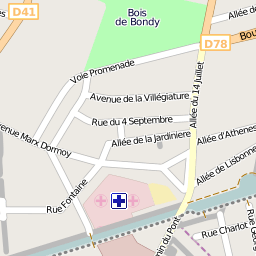 D41
Bois
de Bondy
Allée de
D78
Bou
Voie Promenade
Avenue de la Villégiature
Allée du 14 Juillet
Rue du 4 Septembre
venue Marx Dormoy
Allée de la Jardiniere
Allée d'Athènes
Allée de Lisbonne
Rue Fontaine
min du Pont
Rue Charlot
Gra